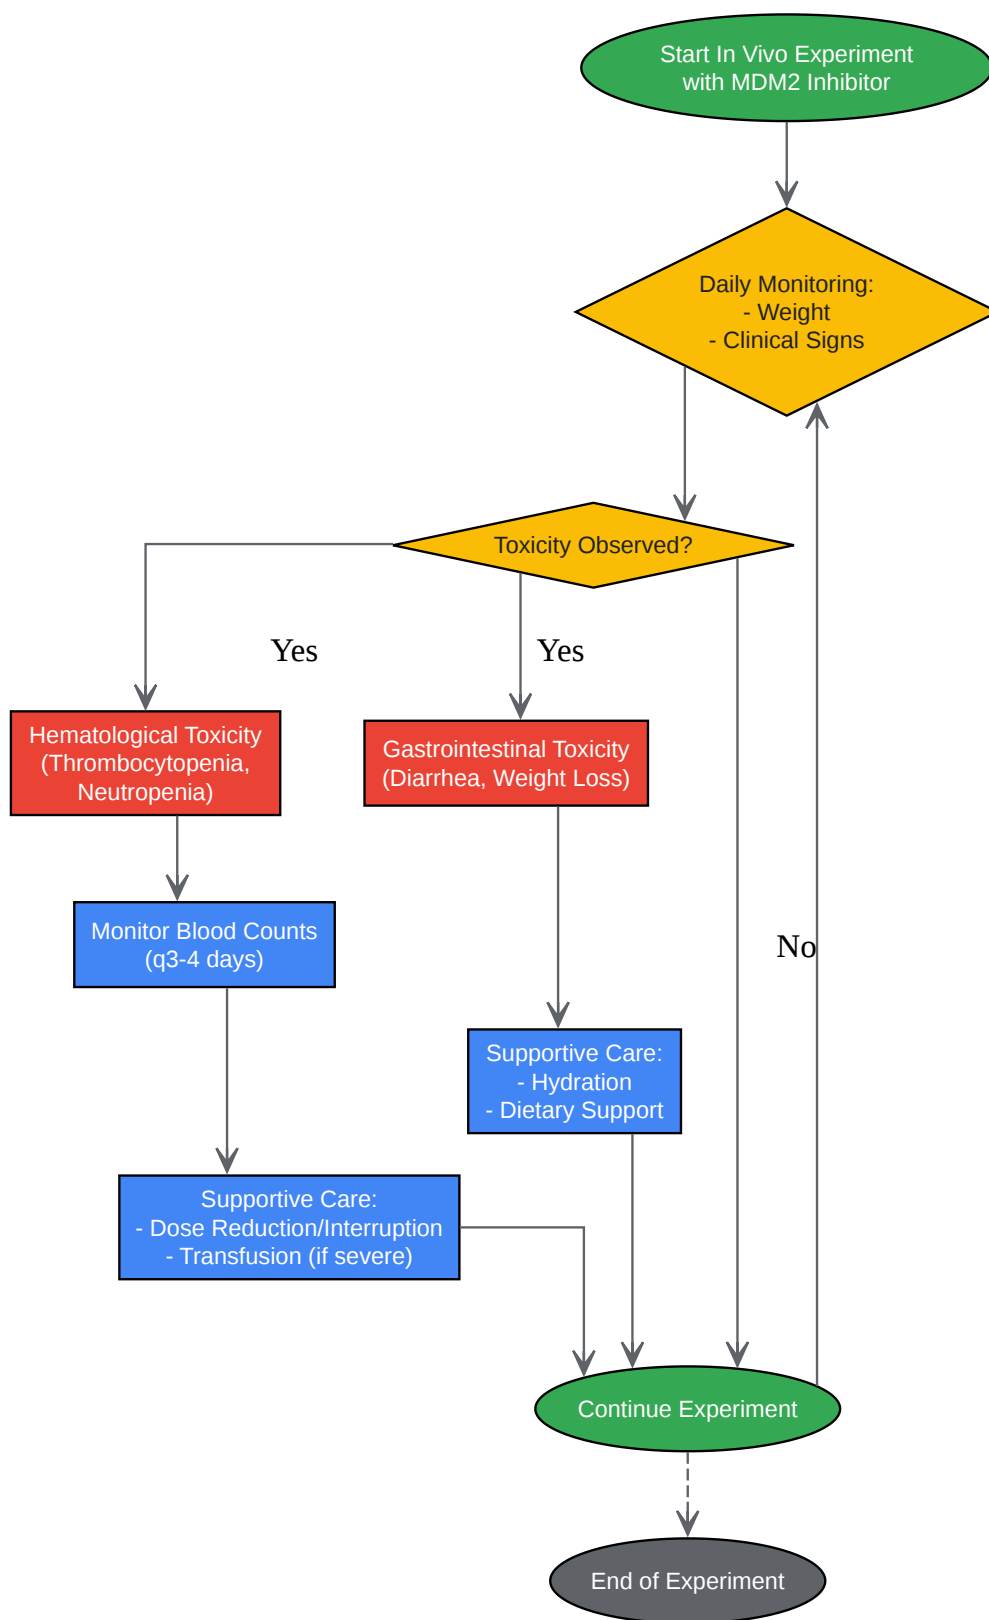 Start In Vivo Experiment
with MDM2 Inhibitor
Daily Monitoring:
- Weight
- Clinical Signs
Toxicity Observed?
Yes
Yes
Hematological Toxicity
(Thrombocytopenia,
Neutropenia)
Gastrointestinal Toxicity
(Diarrhea, Weight Loss)
Monitor Blood Counts
(q3-4 days)
No
Supportive Care:
- Hydration
- Dietary Support
Supportive Care:
- Dose Reduction/Interruption
- Transfusion (if severe)
Continue Experiment
End of Experiment